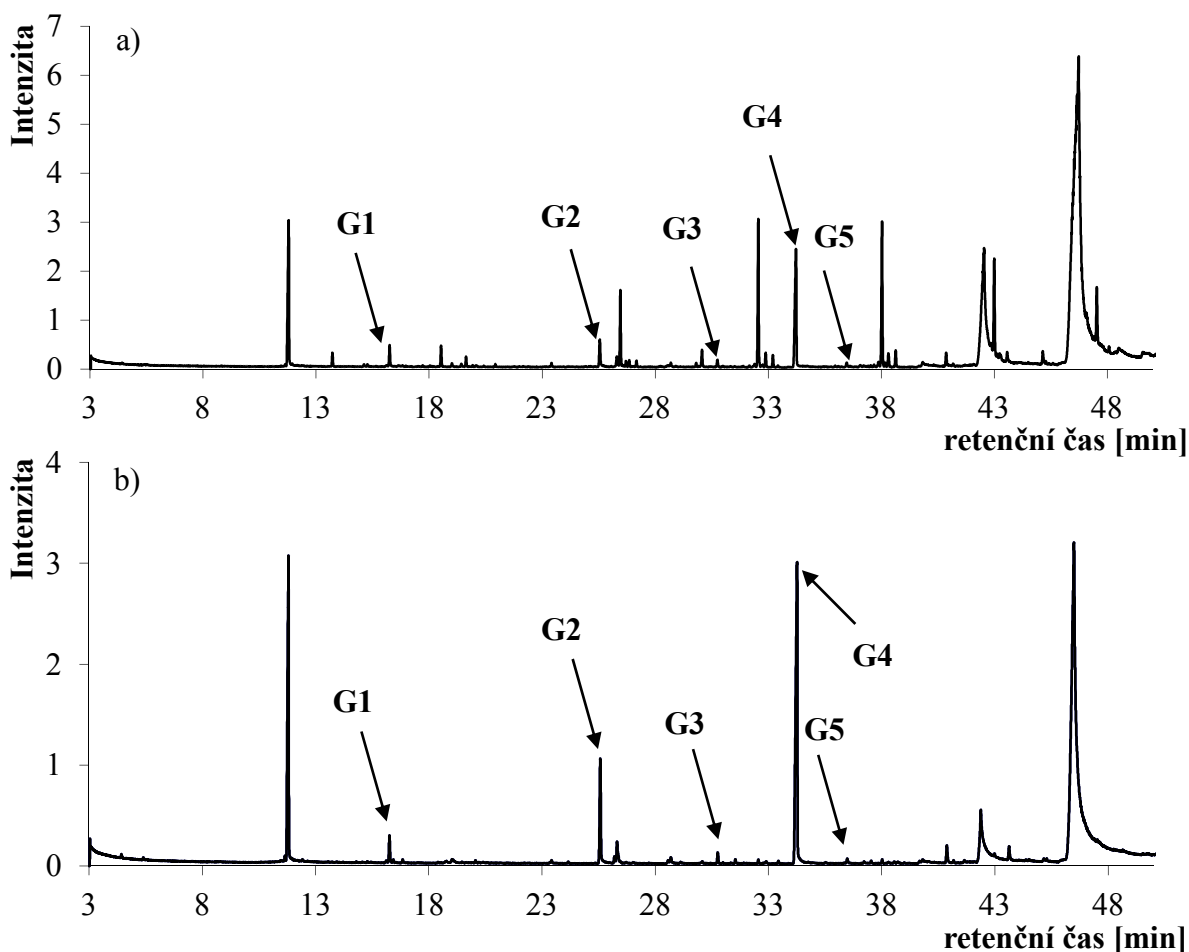 a)
Intenzita
7
6
5
4
3
2
1
0
G1
G2
G3
G4
G5
3 8 13 18 23 28 33 38 43 48
retenční čas [min]
b)
Intenzita
4
3
2
1
0
G1
G2
G3
G4
G5
3 8 13 18 23 28 33 38 43 48
retenční čas [min]